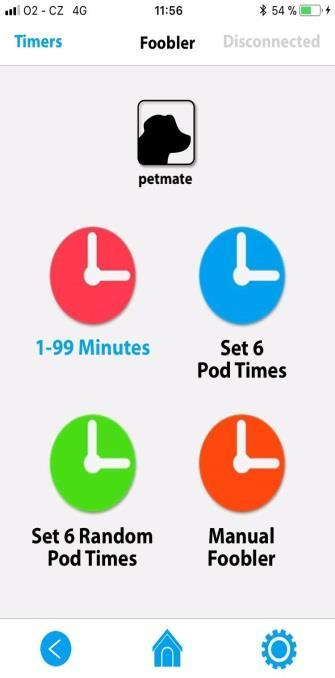 O2 - CZ 4G 11:56 54 %
Timers Foobler Disconnected
petmate
1-99 Minutes
Set 6
Pod Times
Set 6 Random
Pod Times
Manual
Foobler